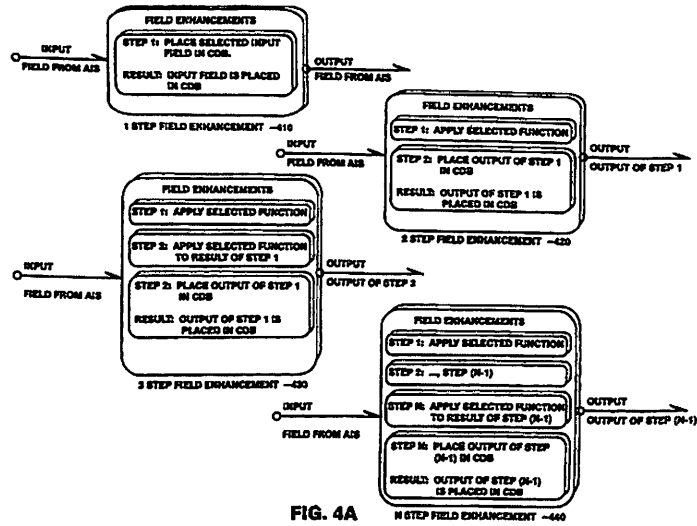 FIELD ENHANCEMENTS
STEP 1: PLACE SELECTED INPUT
FIELD IN CDB.
RESULT: INPUT FIELD IS PLACED
IN CDB
INPUT
FIELD FROM AIS
OUTPUT
FIELD FROM AIS
1 STEP FIELD ENHANCEMENT –410
FIELD ENHANCEMENTS
STEP 1: APPLY SELECTED FUNCTION
STEP 2: PLACE OUTPUT OF STEP 1
IN CDB
RESULT: OUTPUT OF STEP 1 IS
PLACED IN CDB
INPUT
FIELD FROM AIS
OUTPUT
OUTPUT OF STEP 1
2 STEP FIELD ENHANCEMENT –420
FIELD ENHANCEMENTS
STEP 1: APPLY SELECTED FUNCTION
STEP 2: APPLY SELECTED FUNCTION
TO RESULT OF STEP 1
STEP 2: PLACE OUTPUT OF STEP 1
IN CDB
RESULT: OUTPUT OF STEP 1 IS
PLACED IN CDB
INPUT
FIELD FROM AIS
OUTPUT
OUTPUT OF STEP 2
3 STEP FIELD ENHANCEMENT –430
FIELD ENHANCEMENTS
STEP 1: APPLY SELECTED FUNCTION
STEP 2: ..., STEP (N-1)
STEP N: APPLY SELECTED FUNCTION
TO RESULT OF STEP (N-1)
STEP N: PLACE OUTPUT OF STEP
(N-1) IN CDB
RESULT: OUTPUT OF STEP (N-1)
IS PLACED IN CDB
INPUT
FIELD FROM AIS
OUTPUT
OUTPUT OF STEP (N-1)
N STEP FIELD ENHANCEMENT –440
FIG. 4A